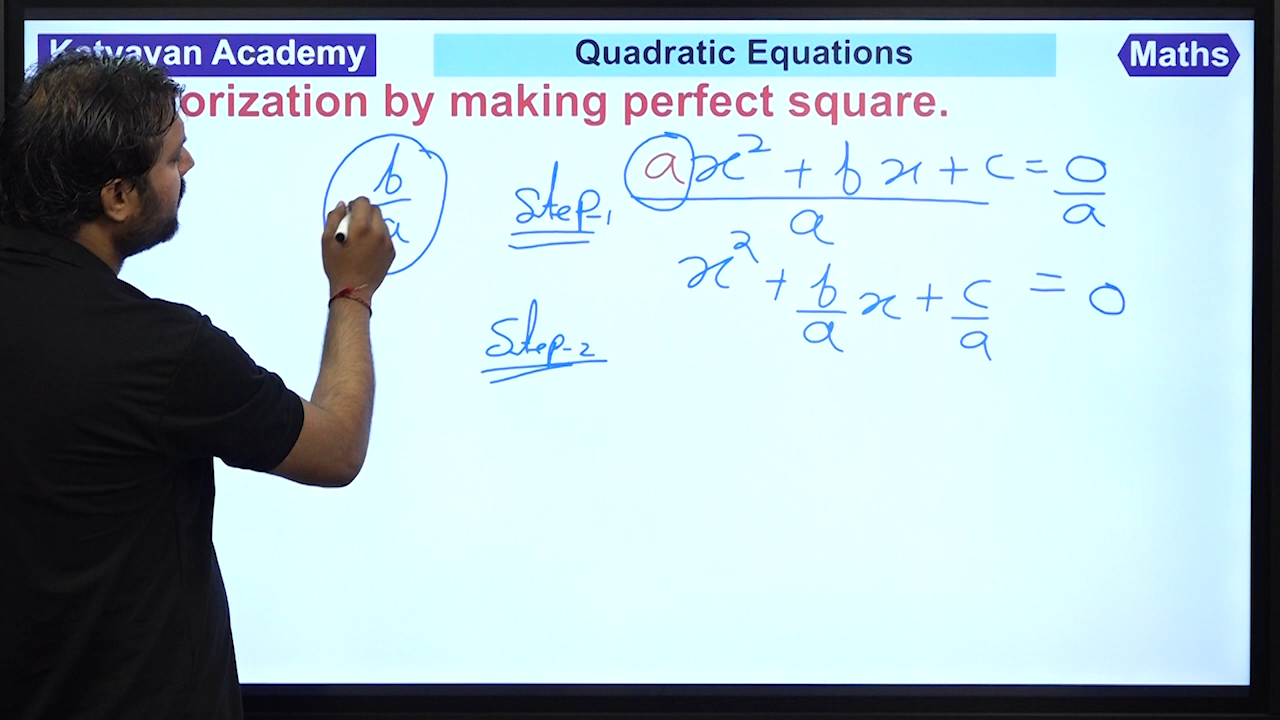 Katyayan Academy
Quadratic Equations
Maths
orization by making perfect square.
b/a
Step-1
ax² + bx + c = 0
a a
x² + b/a x + c/a = 0
Step-2